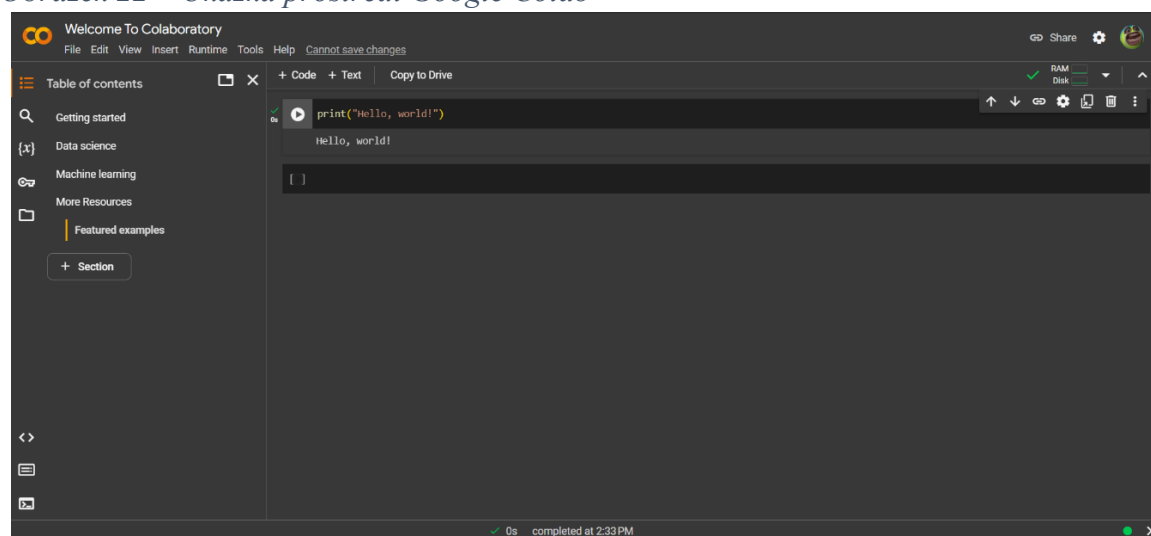 Welcome To Colaboratory
File Edit View Insert Runtime Tools Help Cannot save changes
Share
Table of contents
+ Code + Text Copy to Drive
RAM
Disk
Getting started
Data science
Machine learning
More Resources
Featured examples
+ Section
0s
print("Hello, world!")
Hello, world!
[ ]
{x}
0s completed at 2:33 PM